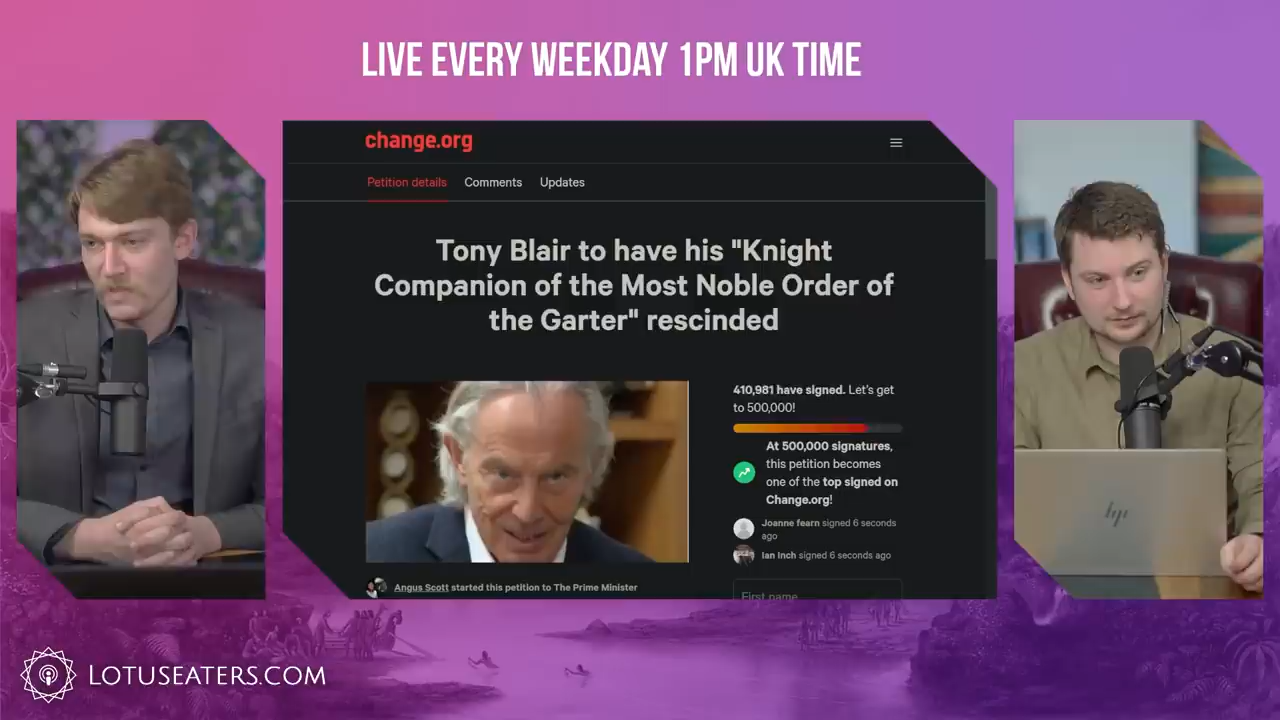 LIVE EVERY WEEKDAY 1PM UK TIME
change.org
Petition details Comments Updates
Tony Blair to have his "Knight
Companion of the Most Noble Order of
the Garter" rescinded
410,981 have signed. Let's get
to 500,000!
At 500,000 signatures,
this petition becomes
one of the top signed on
Change.org!
Joanne fearn signed 6 seconds
ago
Ian Inch signed 6 seconds ago
First name
Angus Scott started this petition to The Prime Minister
hp
LOTUSEATERS.COM